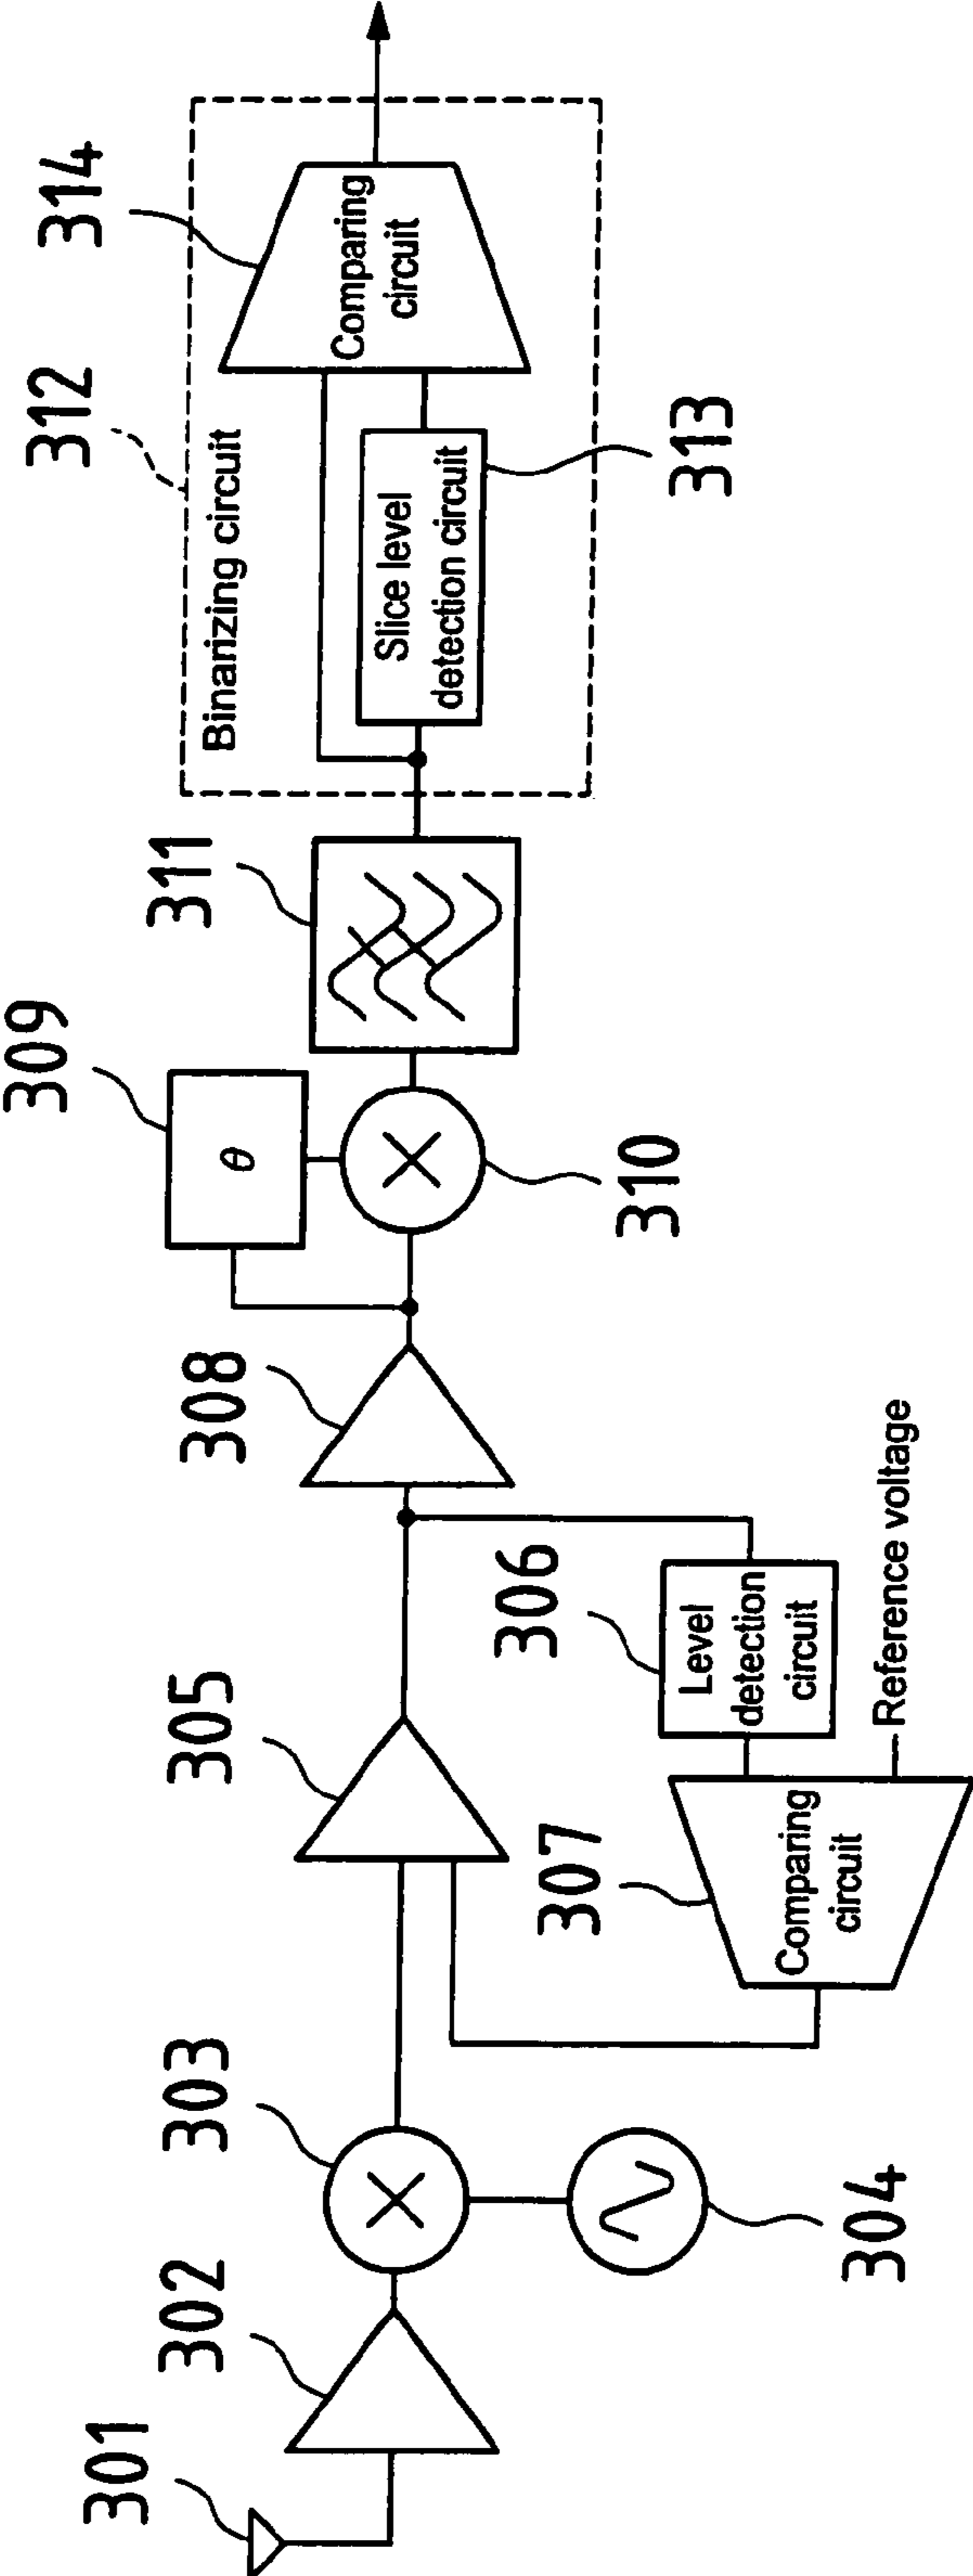 301
302
303
304
305
306
Level
detection
circuit
307
Comparing
circuit
Reference voltage
308
309
θ
310
311
312
Binarizing circuit
Slice level
detection circuit
313
314
Comparing
circuit